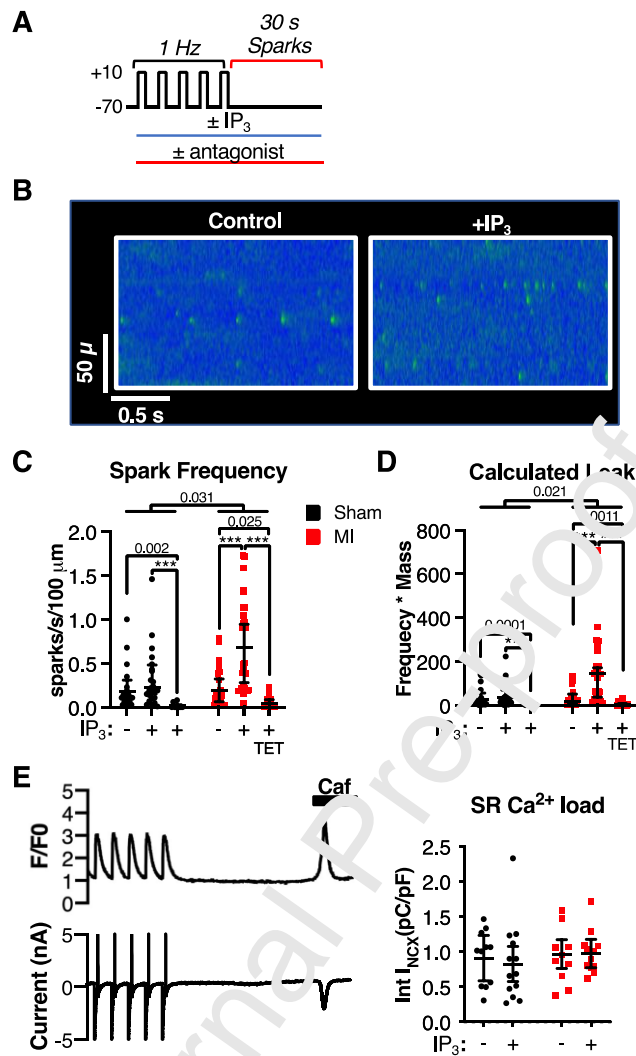 A
1 Hz
30 s
Sparks
+10
-70
± IP3
± antagonist
B
Control
+IP3
50 µ
0.5 s
C
Spark Frequency
0.031
0.025
0.002
***
***
***
2.0
1.5
1.0
0.5
0.0
sparks/s/100 µm
IP3: - + + - + +
TET
Sham
MI
D
Calculated Leak
0.021
0.0001
800
600
400
200
0
Frequecy * Mass
IP3: - + + - + +
TET
E
Caf
5
4
3
2
1
0
F/F0
5
0
-5
Current (nA)
SR Ca2+ load
2.5
2.0
1.5
1.0
0.5
0.0
Int INCX(pC/pF)
IP3: - + - +
rnal Pre-proof